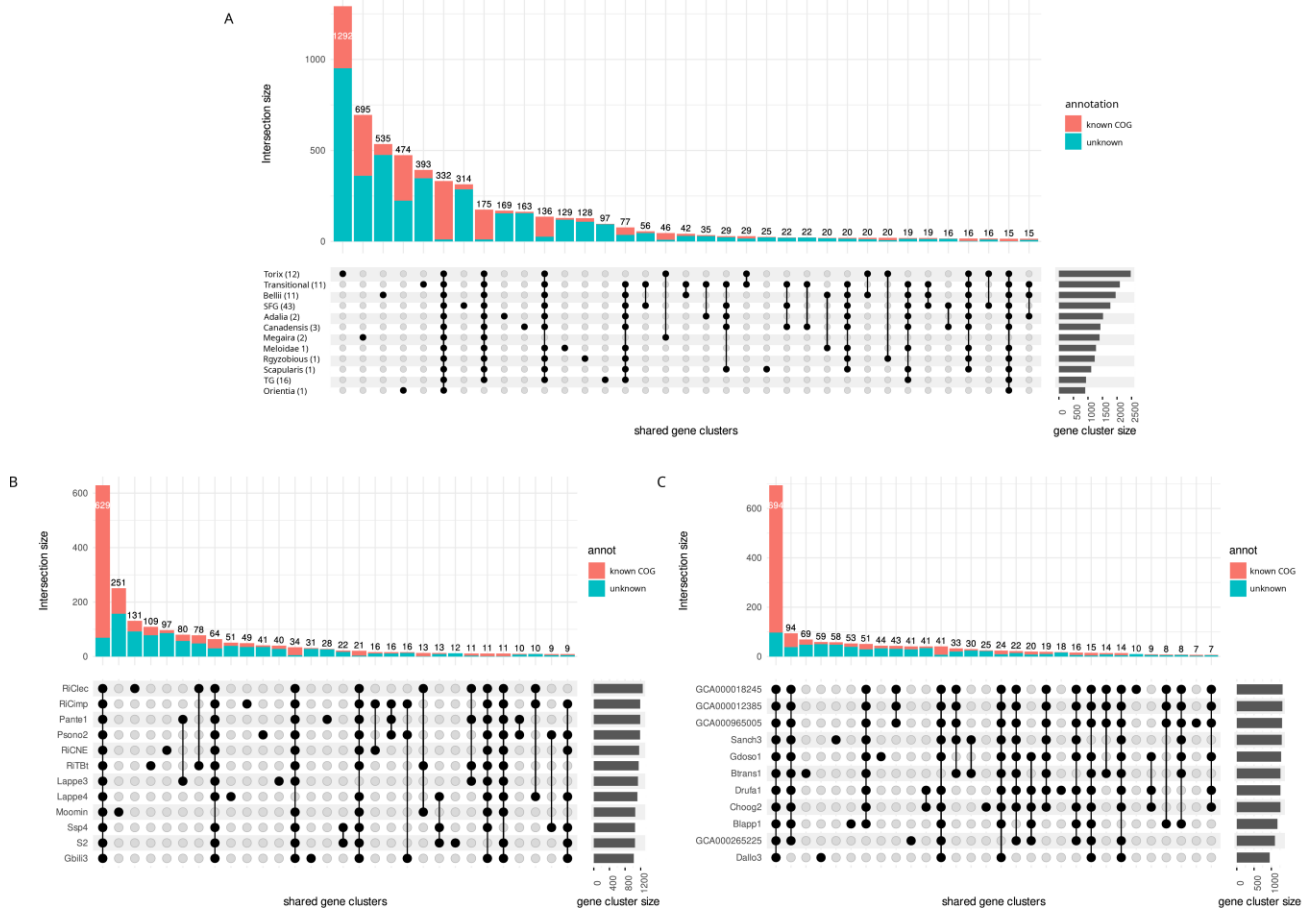 A
1292
695
535
474
393
332
314
175
169
163
136
129
128
97
77
56
46
42
35
29
29
25
22
22
20
20
20
20
19
19
16
16
16
15
15
1000
500
0
Intersection size
annotation
known COG
unknown
Torix (12)
Transitional (11)
Bellii (11)
SFG (43)
Adalia (2)
Canadensis (3)
Megaira (2)
Meloidae 1)
Rgyzobious (1)
Scapularis (1)
TG (16)
Orientia (1)
0
500
1000
1500
2000
2500
shared gene clusters
gene cluster size
B
629
251
131
109
97
80
78
64
51
49
41
40
34
31
28
22
21
16
16
16
13
13
12
11
11
11
10
10
9
9
600
400
200
0
Intersection size
annot
known COG
unknown
RiClec
RiCimp
Pante1
Psono2
RiCNE
RiTBt
Lappe3
Lappe4
Moomin
Ssp4
S2
Gbili3
0
400
800
1200
shared gene clusters
gene cluster size
C
694
94
69
59
58
53
51
44
43
41
41
41
33
30
25
24
22
20
19
18
16
15
14
14
10
9
8
8
7
7
600
400
200
0
Intersection size
annot
known COG
unknown
GCA000018245
GCA000012385
GCA000965005
Sanch3
Gdoso1
Btrans1
Drufa1
Choog2
Blapp1
GCA000265225
Dallo3
0
500
1000
shared gene clusters
gene cluster size